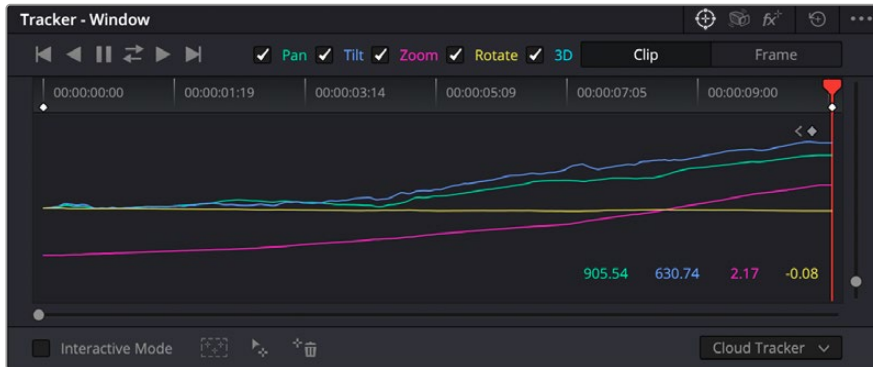 Tracker - Window fx
Pan Tilt Zoom Rotate 3D Clip Frame
00:00:00:00 00:00:01:19 00:00:03:14 00:00:05:09 00:00:07:05 00:00:09:00
905.54 630.74 2.17 -0.08
Interactive Mode Cloud Tracker